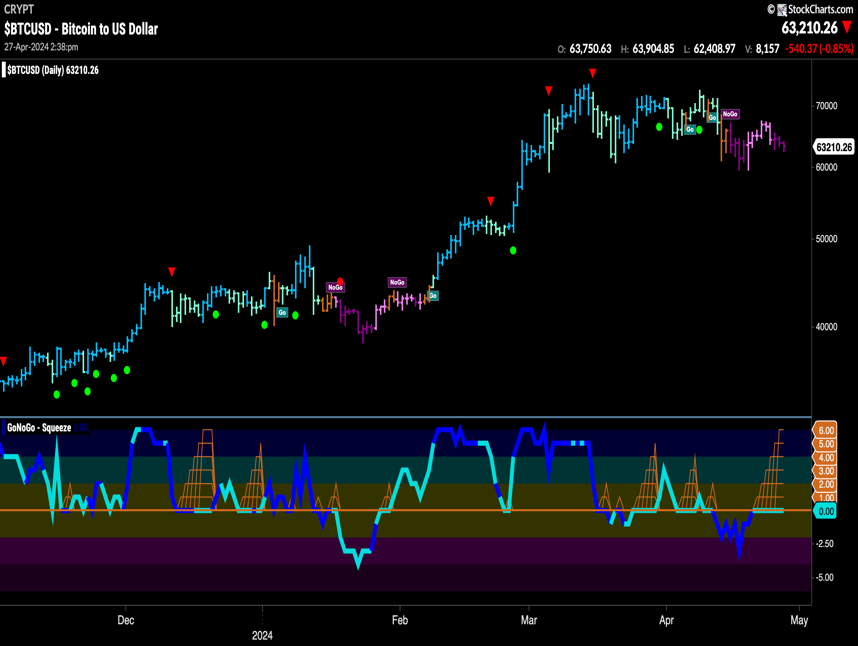 CRYPT
© StockCharts.com
$BTCUSD - Bitcoin to US Dollar
63,210.26
27-Apr-2024 2:38:pm
O: 63,750.63 H: 63,904.85 L: 62,408.97 V: 8,157 -540.37 (-0.85%)
$BTCUSD (Daily) 63210.26
70000
Go
NoGo
Go
63210.26
60000
50000
NoGo
NoGo
Go
Go
40000
GoNoGo - Squeeze
6.00
5.00
4.00
3.00
2.00
1.00
0.00
-2.50
-5.00
Dec
2024
Feb
Mar
Apr
May